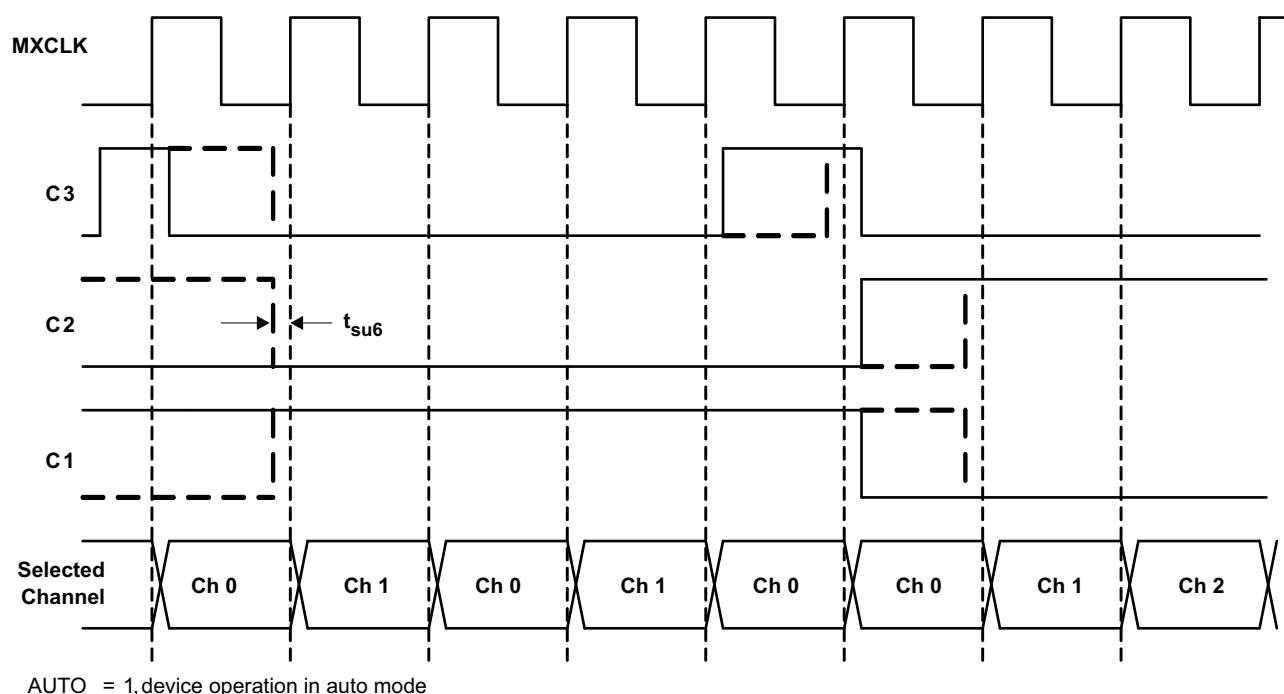 MXCLK
C3
C2
t_su6
C1
Selected
Channel
Ch 0 Ch 1 Ch 0 Ch 1 Ch 0 Ch 0 Ch 1 Ch 2
AUTO = 1, device operation in auto mode